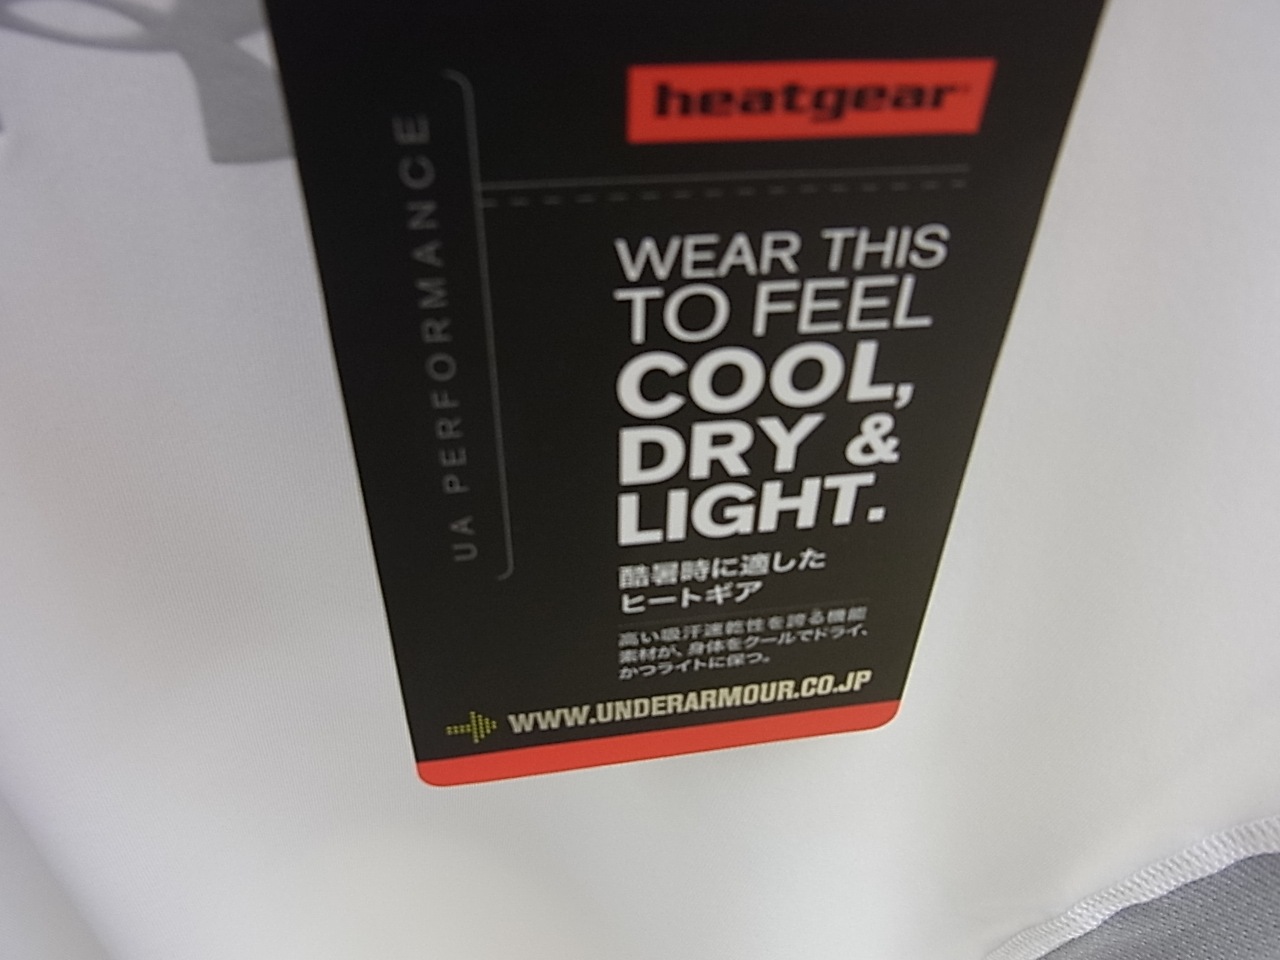 heatgear
UA PERFORMANCE
WEAR THIS
TO FEEL
COOL,
DRY &
LIGHT.
酷暑時に適した
ヒートギア
高い吸汗速乾性を誇る機能
素材が、身体をクールでドライ、
かつライトに保つ。
WWW.UNDERARMOUR.CO.JP